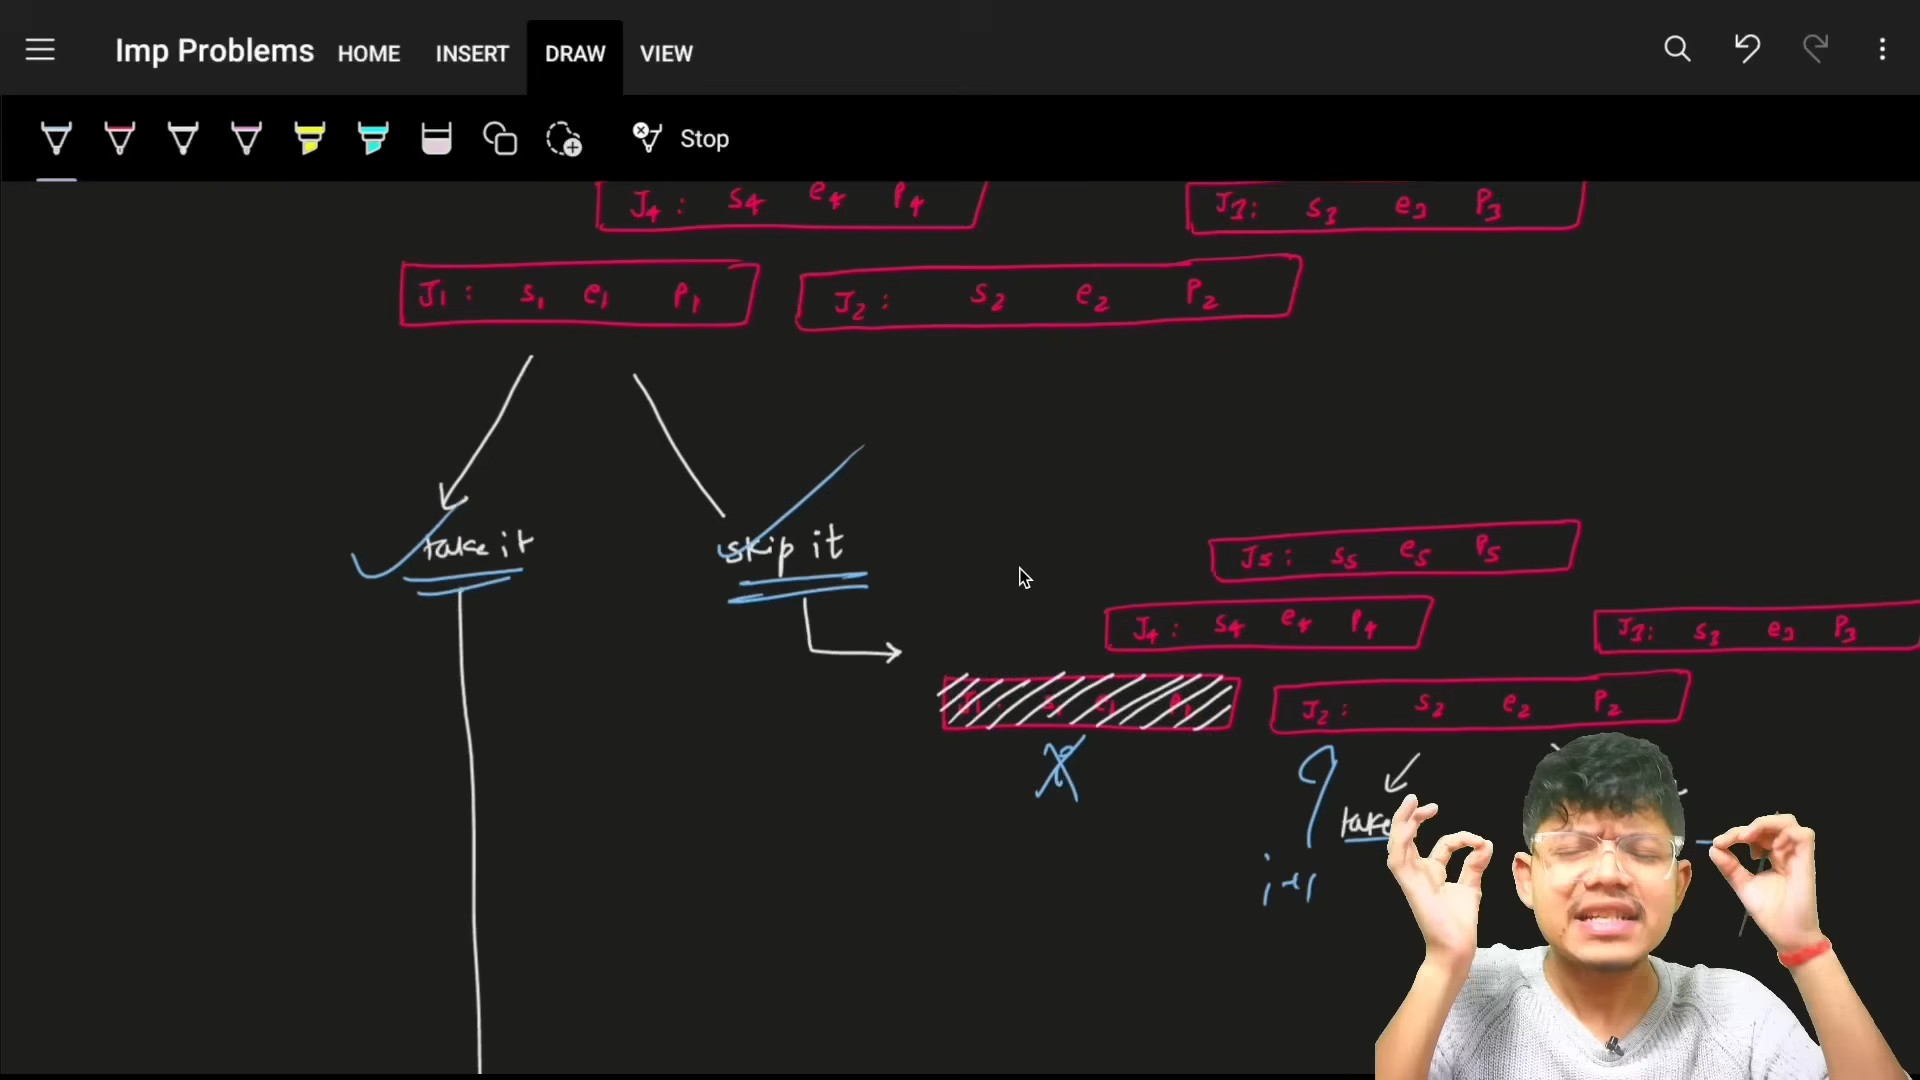 Imp Problems HOME INSERT DRAW VIEW
Stop
J4 : s4 e4 P4
J3: s3 e3 P3
J1 : s1 e1 P1
J2 : s2 e2 P2
take it
skip it
J5 : s5 e5 P5
J4 : s4 e4 P4
J3: s3 e3 P3
J2 : s2 e2 P2
take
i+1